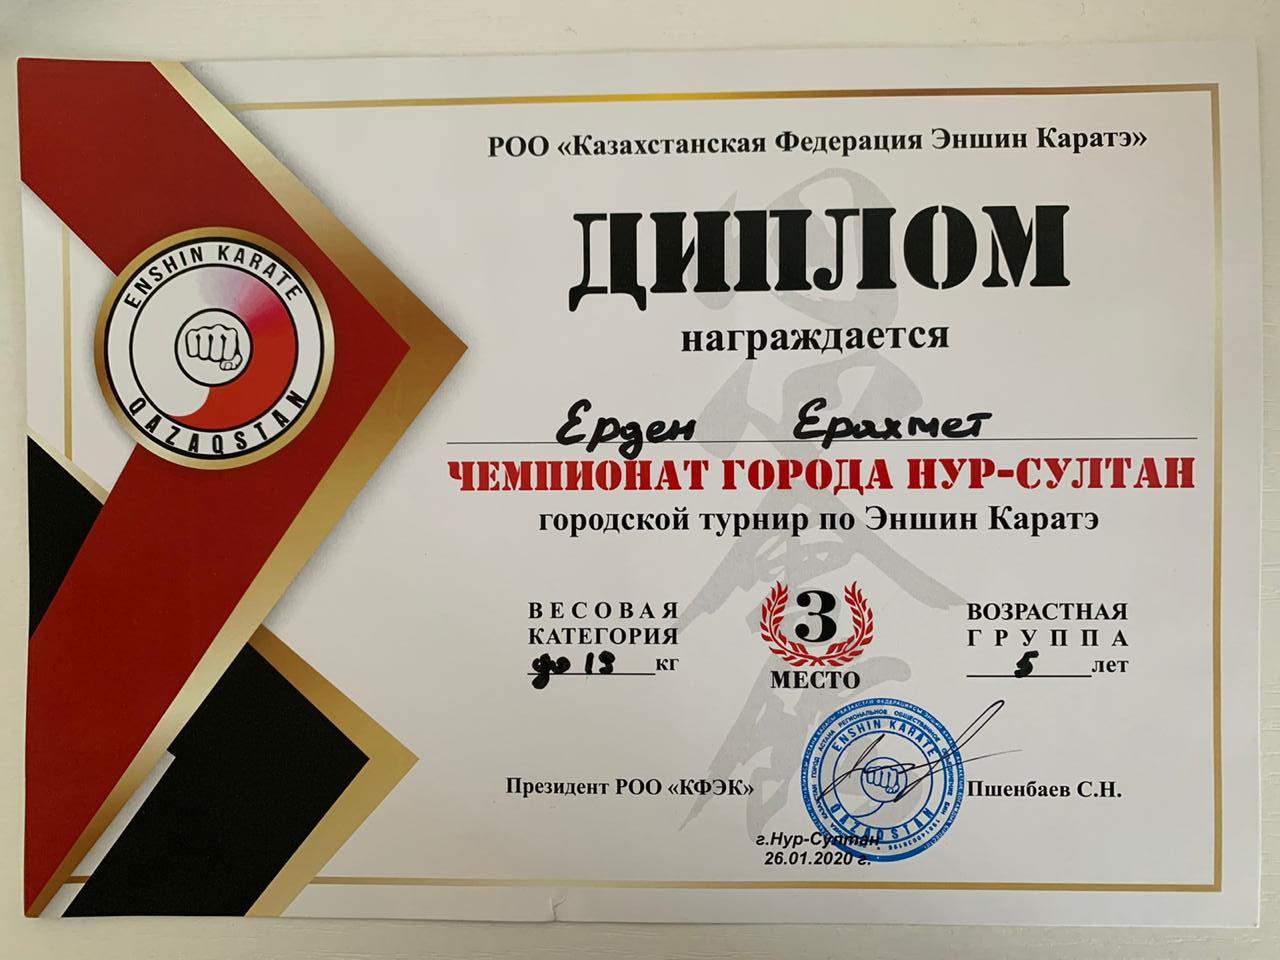 РОО «Казахстанская Федерация Эншин Каратэ»
ДИПЛОМ
награждается
Ерден Ерахмет
ЧЕМПИОНАТ ГОРОДА НУР-СУЛТАН
городской турнир по Эншин Каратэ
ENSHIN KARATE
QAZAQSTAN
ВЕСОВАЯ
КАТЕГОРИЯ
до 19 кг
3
МЕСТО
ВОЗРАСТНАЯ
ГРУППА
5 лет
Президент РОО «КФЭК»
ENSHIN KARATE
QAZAQSTAN
Пшенбаев С.Н.
г.Нур-Султан
26.01.2020 г.